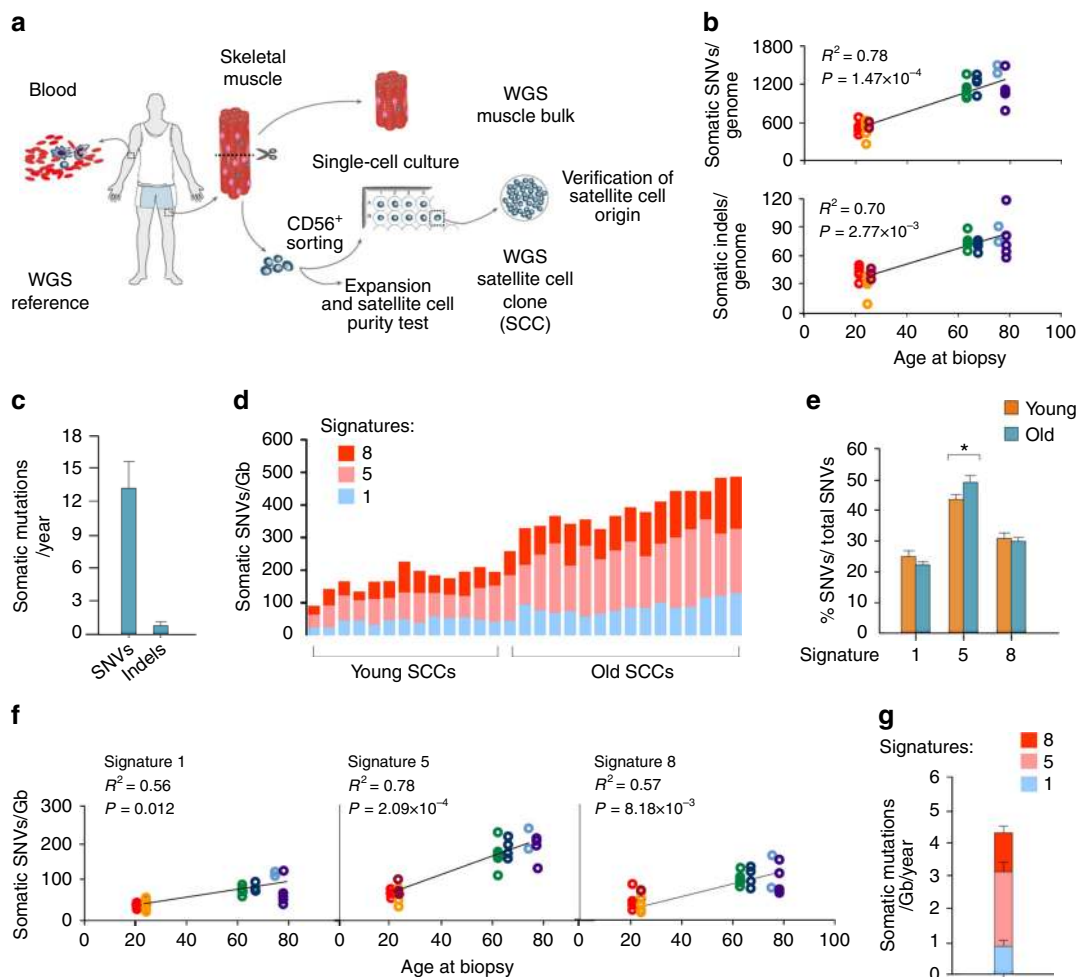 a
Blood
Skeletal
muscle
WGS
muscle bulk
Single-cell culture
Verification of
satellite cell
origin
CD56+
sorting
WGS
reference
Expansion
and satellite cell
purity test
WGS
satellite cell
clone
(SCC)
b
Somatic SNVs/
genome
1800
1200
600
0
R² = 0.78
P = 1.47×10⁻⁴
Somatic indels/
genome
120
90
60
30
0
R² = 0.70
P = 2.77×10⁻³
0 20 40 60 80 100
Age at biopsy
c
Somatic mutations
/year
18
15
12
9
6
3
0
SNVs
Indels
d
Signatures:
8
5
1
Somatic SNVs/Gb
600
500
400
300
200
100
0
Young SCCs
Old SCCs
e
Young
Old
% SNVs/ total SNVs
60
50
40
30
20
10
0
*
Signature 1 5 8
f
Somatic SNVs/Gb
300
200
100
0
Signature 1
R² = 0.56
P = 0.012
0 20 40 60 80
Signature 5
R² = 0.78
P = 2.09×10⁻⁴
0 20 40 60 80
Signature 8
R² = 0.57
P = 8.18×10⁻³
0 20 40 60 80 100
Age at biopsy
g
Signatures:
8
5
1
Somatic mutations
/Gb/year
6
5
4
3
2
1
0